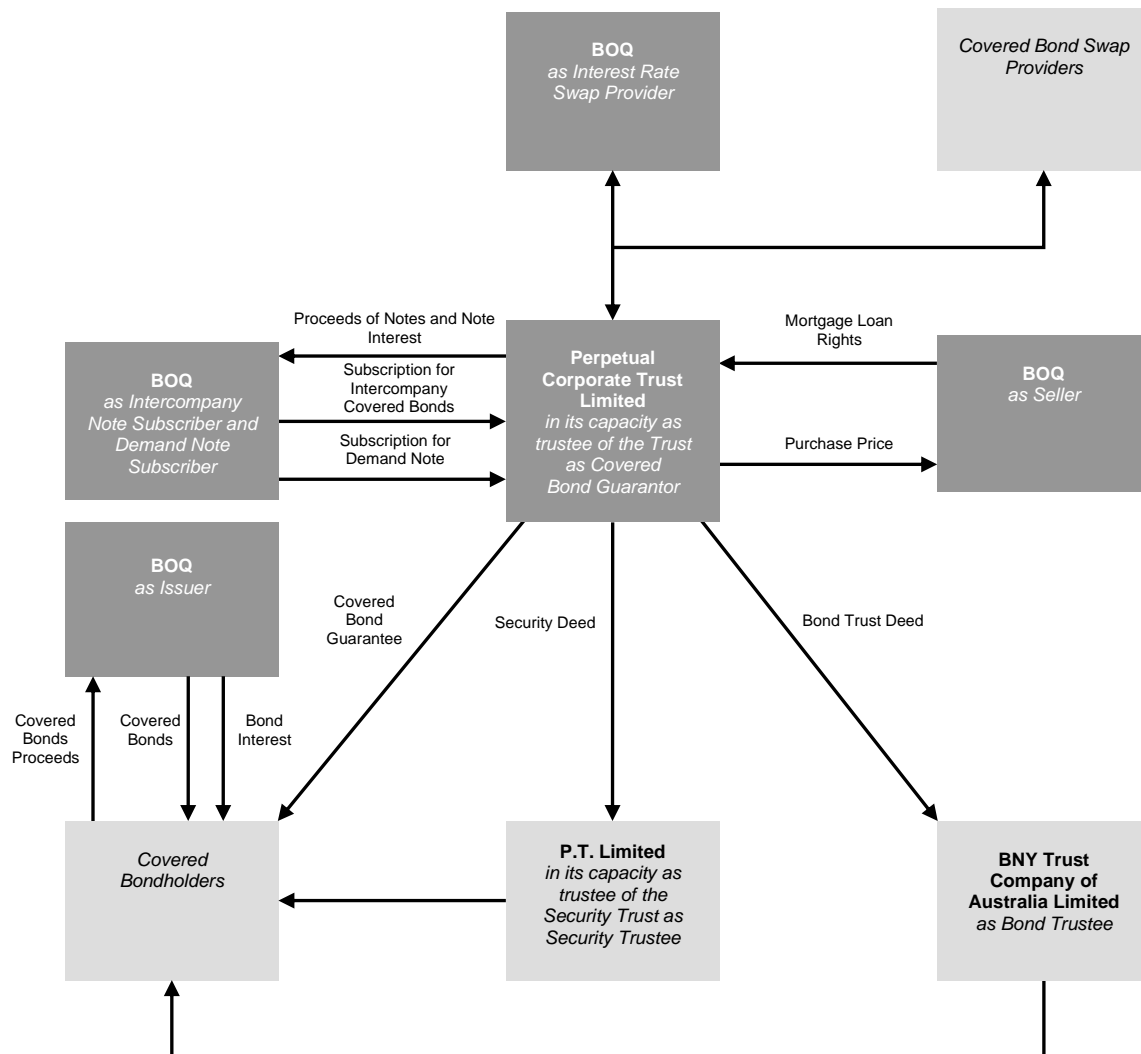 BOQ
as Interest Rate
Swap Provider
Covered Bond Swap
Providers
Proceeds of Notes and Note
Interest
Subscription for
Intercompany
Covered Bonds
Subscription for
Demand Note
BOQ
as Intercompany
Note Subscriber and
Demand Note
Subscriber
Perpetual
Corporate Trust
Limited
in its capacity as
trustee of the Trust
as Covered
Bond Guarantor
Mortgage Loan
Rights
Purchase Price
BOQ
as Seller
BOQ
as Issuer
Covered
Bond
Guarantee
Security Deed
Bond Trust Deed
Covered
Bonds
Proceeds
Covered
Bonds
Bond
Interest
Covered
Bondholders
P.T. Limited
in its capacity as
trustee of the
Security Trust as
Security Trustee
BNY Trust
Company of
Australia Limited
as Bond Trustee